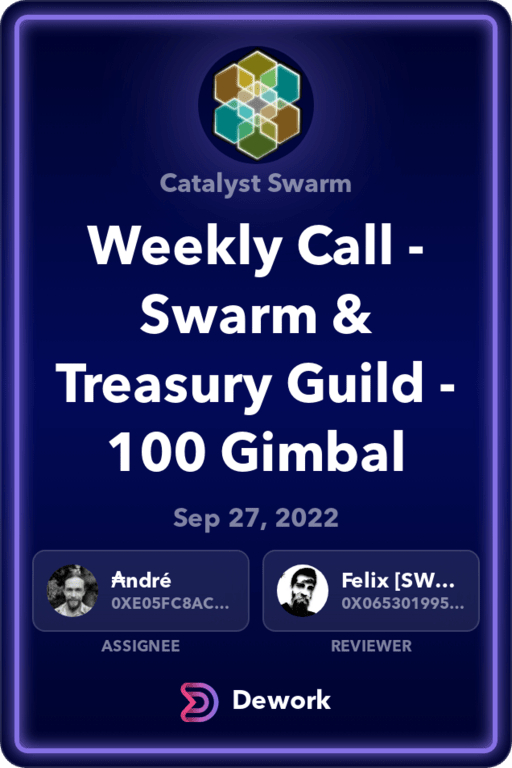 Catalyst Swarm
Weekly Call -
Swarm &
Treasury Guild -
100 Gimbal
Sep 27, 2022
₳ndré
0XE05FC8AC...
Felix [SW...
0X065301995...
ASSIGNEE
REVIEWER
Dework